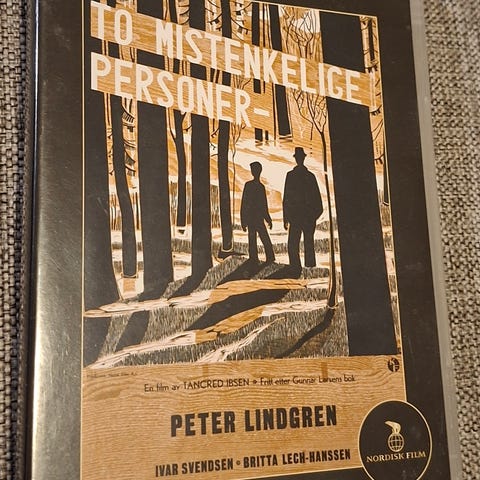 TO MISTENKELIGE
PERSONER-
En film av TANCRED IBSEN • Fritt etter Gunnar Larsens bok
PETER LINDGREN
IVAR SVENDSEN • BRITTA LECH-HANSSEN
NORDISK FILM